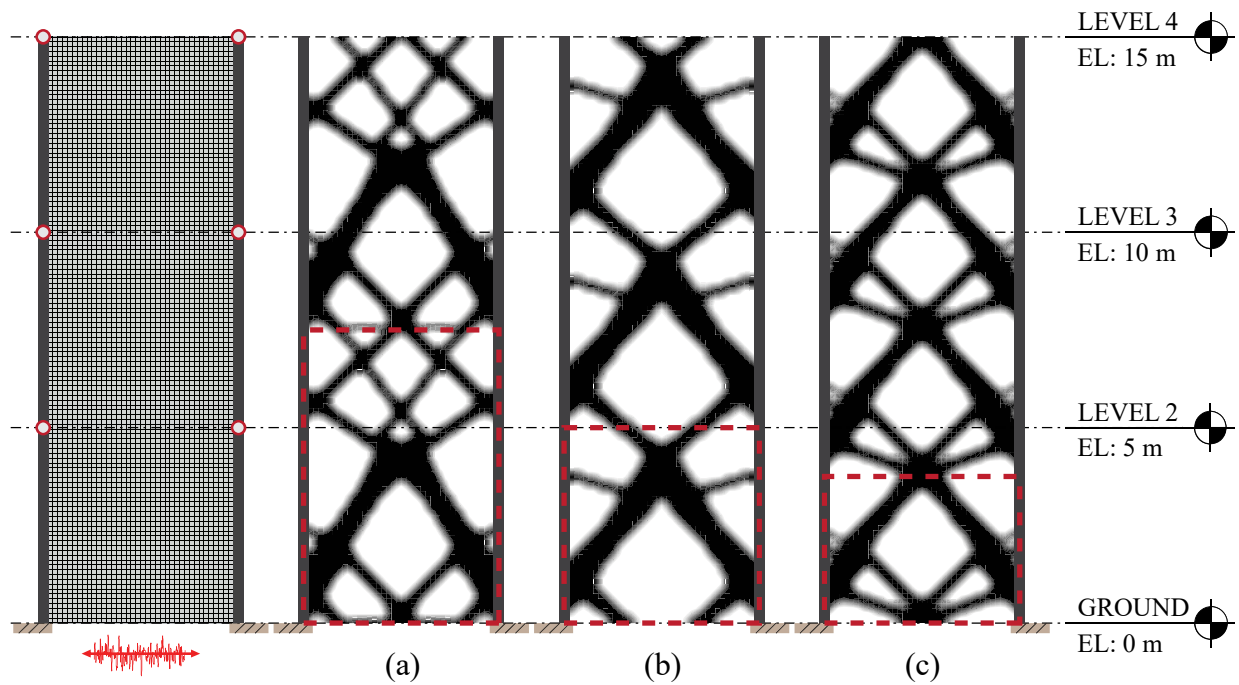 LEVEL 4
EL: 15 m
LEVEL 3
EL: 10 m
LEVEL 2
EL: 5 m
GROUND
EL: 0 m
(a)
(b)
(c)